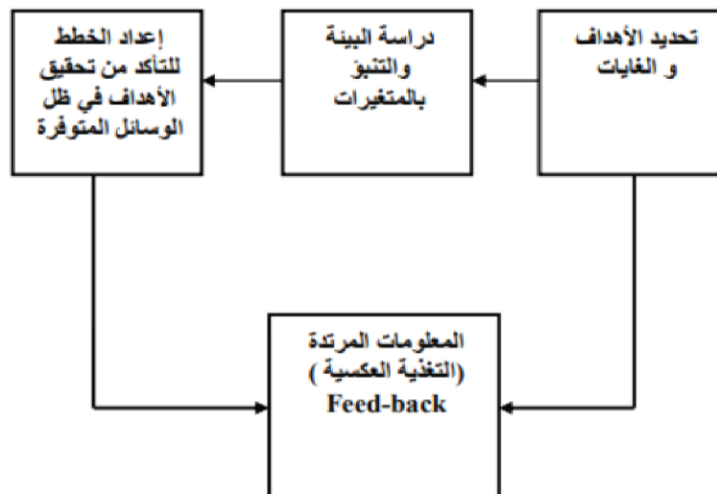 تحديد الأهداف
و الغايات
دراسة البيئة
والتنبؤ
بالمتغيرات
إعداد الخطط
للتأكد من تحقيق
الأهداف في ظل
الوسائل المتوفرة
المعلومات المرتدة
(التغذية العكسية )
Feed-back